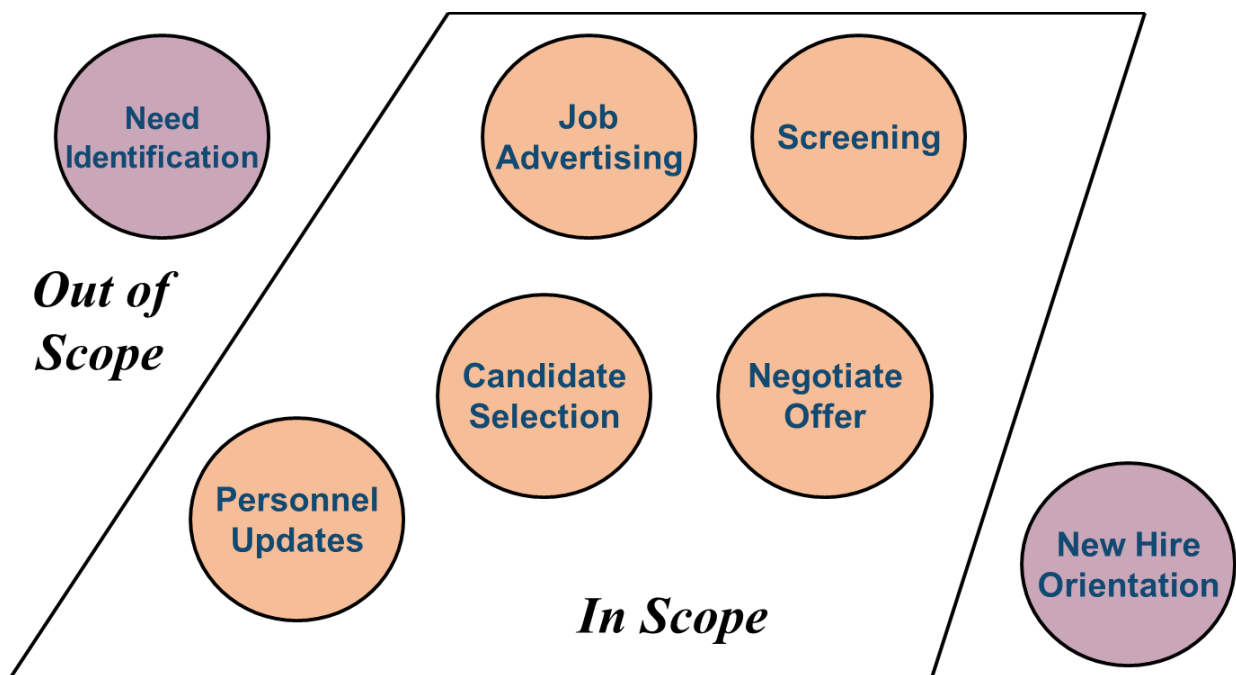 Need
Identification
Job
Advertising
Screening
Out of
Scope
Candidate
Selection
Negotiate
Offer
Personnel
Updates
New Hire
Orientation
In Scope